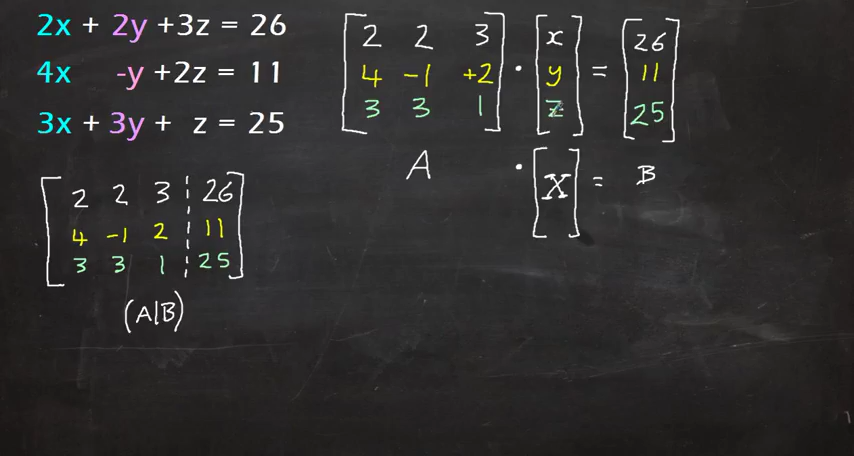 2x + 2y +3z = 26
4x -y +2z = 11
3x + 3y + z = 25
[2 2 3 ¦ 26]
[4 -1 2 ¦ 11]
[3 3 1 ¦ 25]
(A|B)
[2 2 3] [x] [26]
[4 -1 +2] · [y] = [11]
[3 3 1] [z] [25]
A · [X] = B